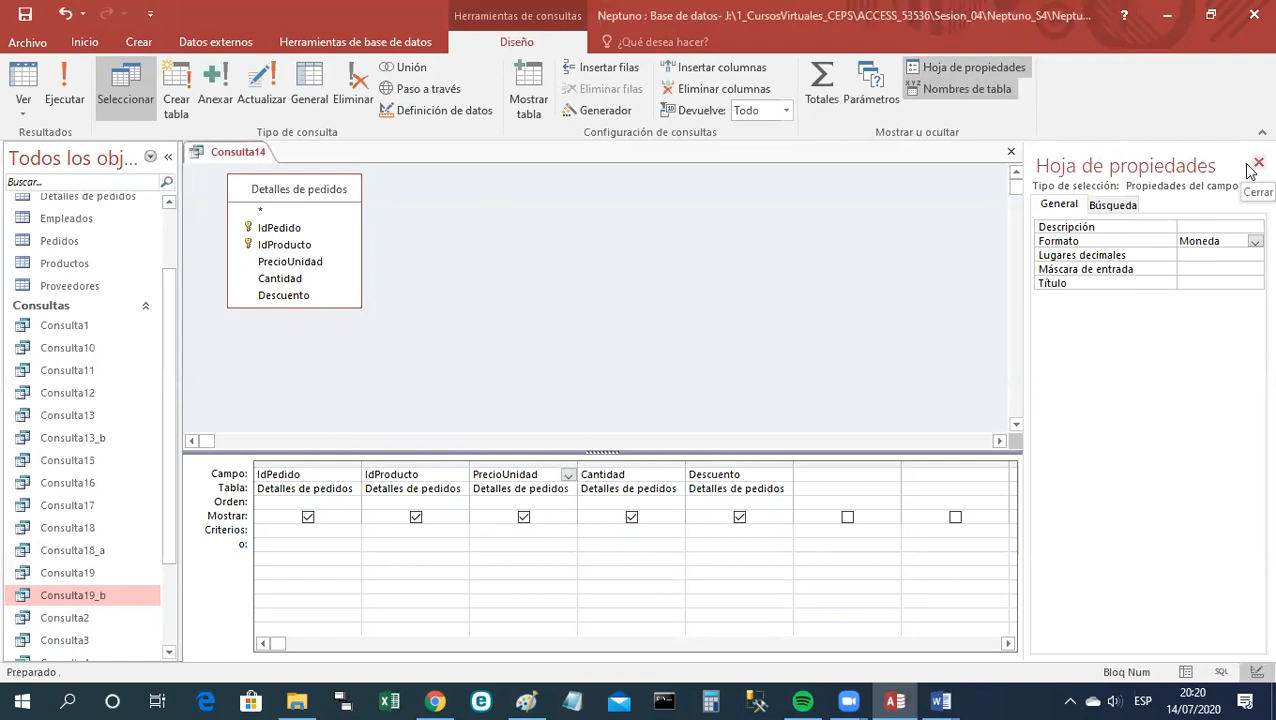 Herramientas de consultas
Neptuno : Base de datos- J:\1_CursosVirtuales_CEPS\ACCESS_53536\Sesion_04\Neptuno_S4\Neptu...
?
Archivo
Inicio
Crear
Datos externos
Herramientas de base de datos
Diseño
¿Qué desea hacer?
Ver
Ejecutar
Seleccionar
Crear tabla
Anexar
Actualizar
General
Eliminar
Unión
Paso a través
Definición de datos
Mostrar tabla
Insertar filas
Eliminar filas
Generador
Insertar columnas
Eliminar columnas
Devuelve: Todo
Totales
Parámetros
Hoja de propiedades
Nombres de tabla
Resultados
Tipo de consulta
Configuración de consultas
Mostrar u ocultar
Todos los obj...
Buscar...
Detalles de pedidos
Empleados
Pedidos
Productos
Proveedores
Consultas
Consulta1
Consulta10
Consulta11
Consulta12
Consulta13
Consulta13_b
Consulta15
Consulta16
Consulta17
Consulta18
Consulta18_a
Consulta19
Consulta19_b
Consulta2
Consulta3
Consulta14
Detalles de pedidos
*
IdPedido
IdProducto
PrecioUnidad
Cantidad
Descuento
Campo: IdPedido IdProducto PrecioUnidad Cantidad Descuento
Tabla: Detalles de pedidos Detalles de pedidos Detalles de pedidos Detalles de pedidos Detalles de pedidos
Orden:
Mostrar:
Criterios:
o:
Hoja de propiedades
Cerrar
Tipo de selección: Propiedades del campo
General
Búsqueda
Descripción
Formato Moneda
Lugares decimales
Máscara de entrada
Título
Preparado
Bloq Num
SQL
ESP
20:20
14/07/2020